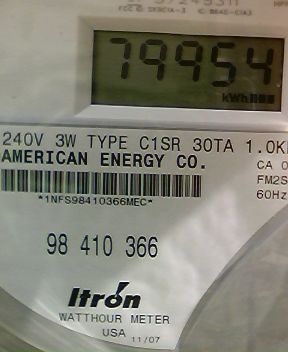 79954
kWh
240V 3W TYPE C1SR 30TA 1.0K
AMERICAN ENERGY CO.
CA 0
FM2S
60Hz
*1NFS98410366MEC*
98 410 366
Itron
WATTHOUR METER
USA 11/07